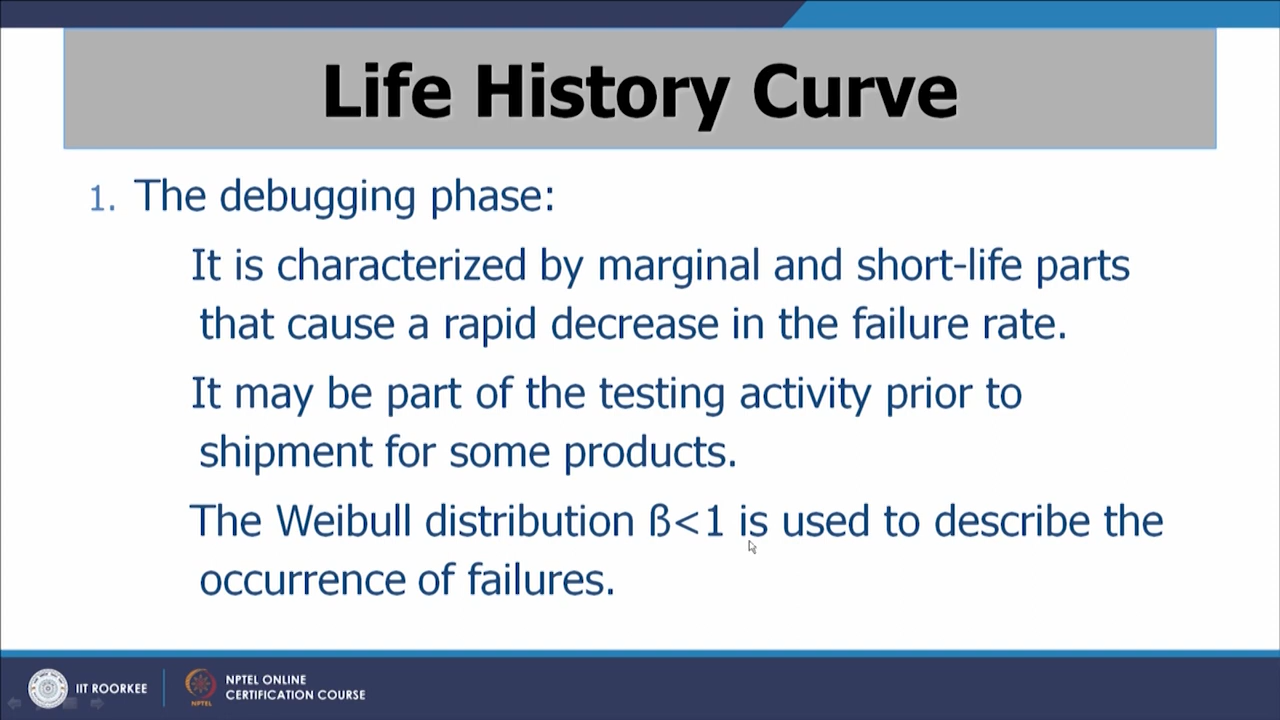 Life History Curve
1. The debugging phase:
It is characterized by marginal and short-life parts
that cause a rapid decrease in the failure rate.
It may be part of the testing activity prior to
shipment for some products.
The Weibull distribution ß<1 is used to describe the
occurrence of failures.
IIT ROORKEE
NPTEL
NPTEL ONLINE
CERTIFICATION COURSE